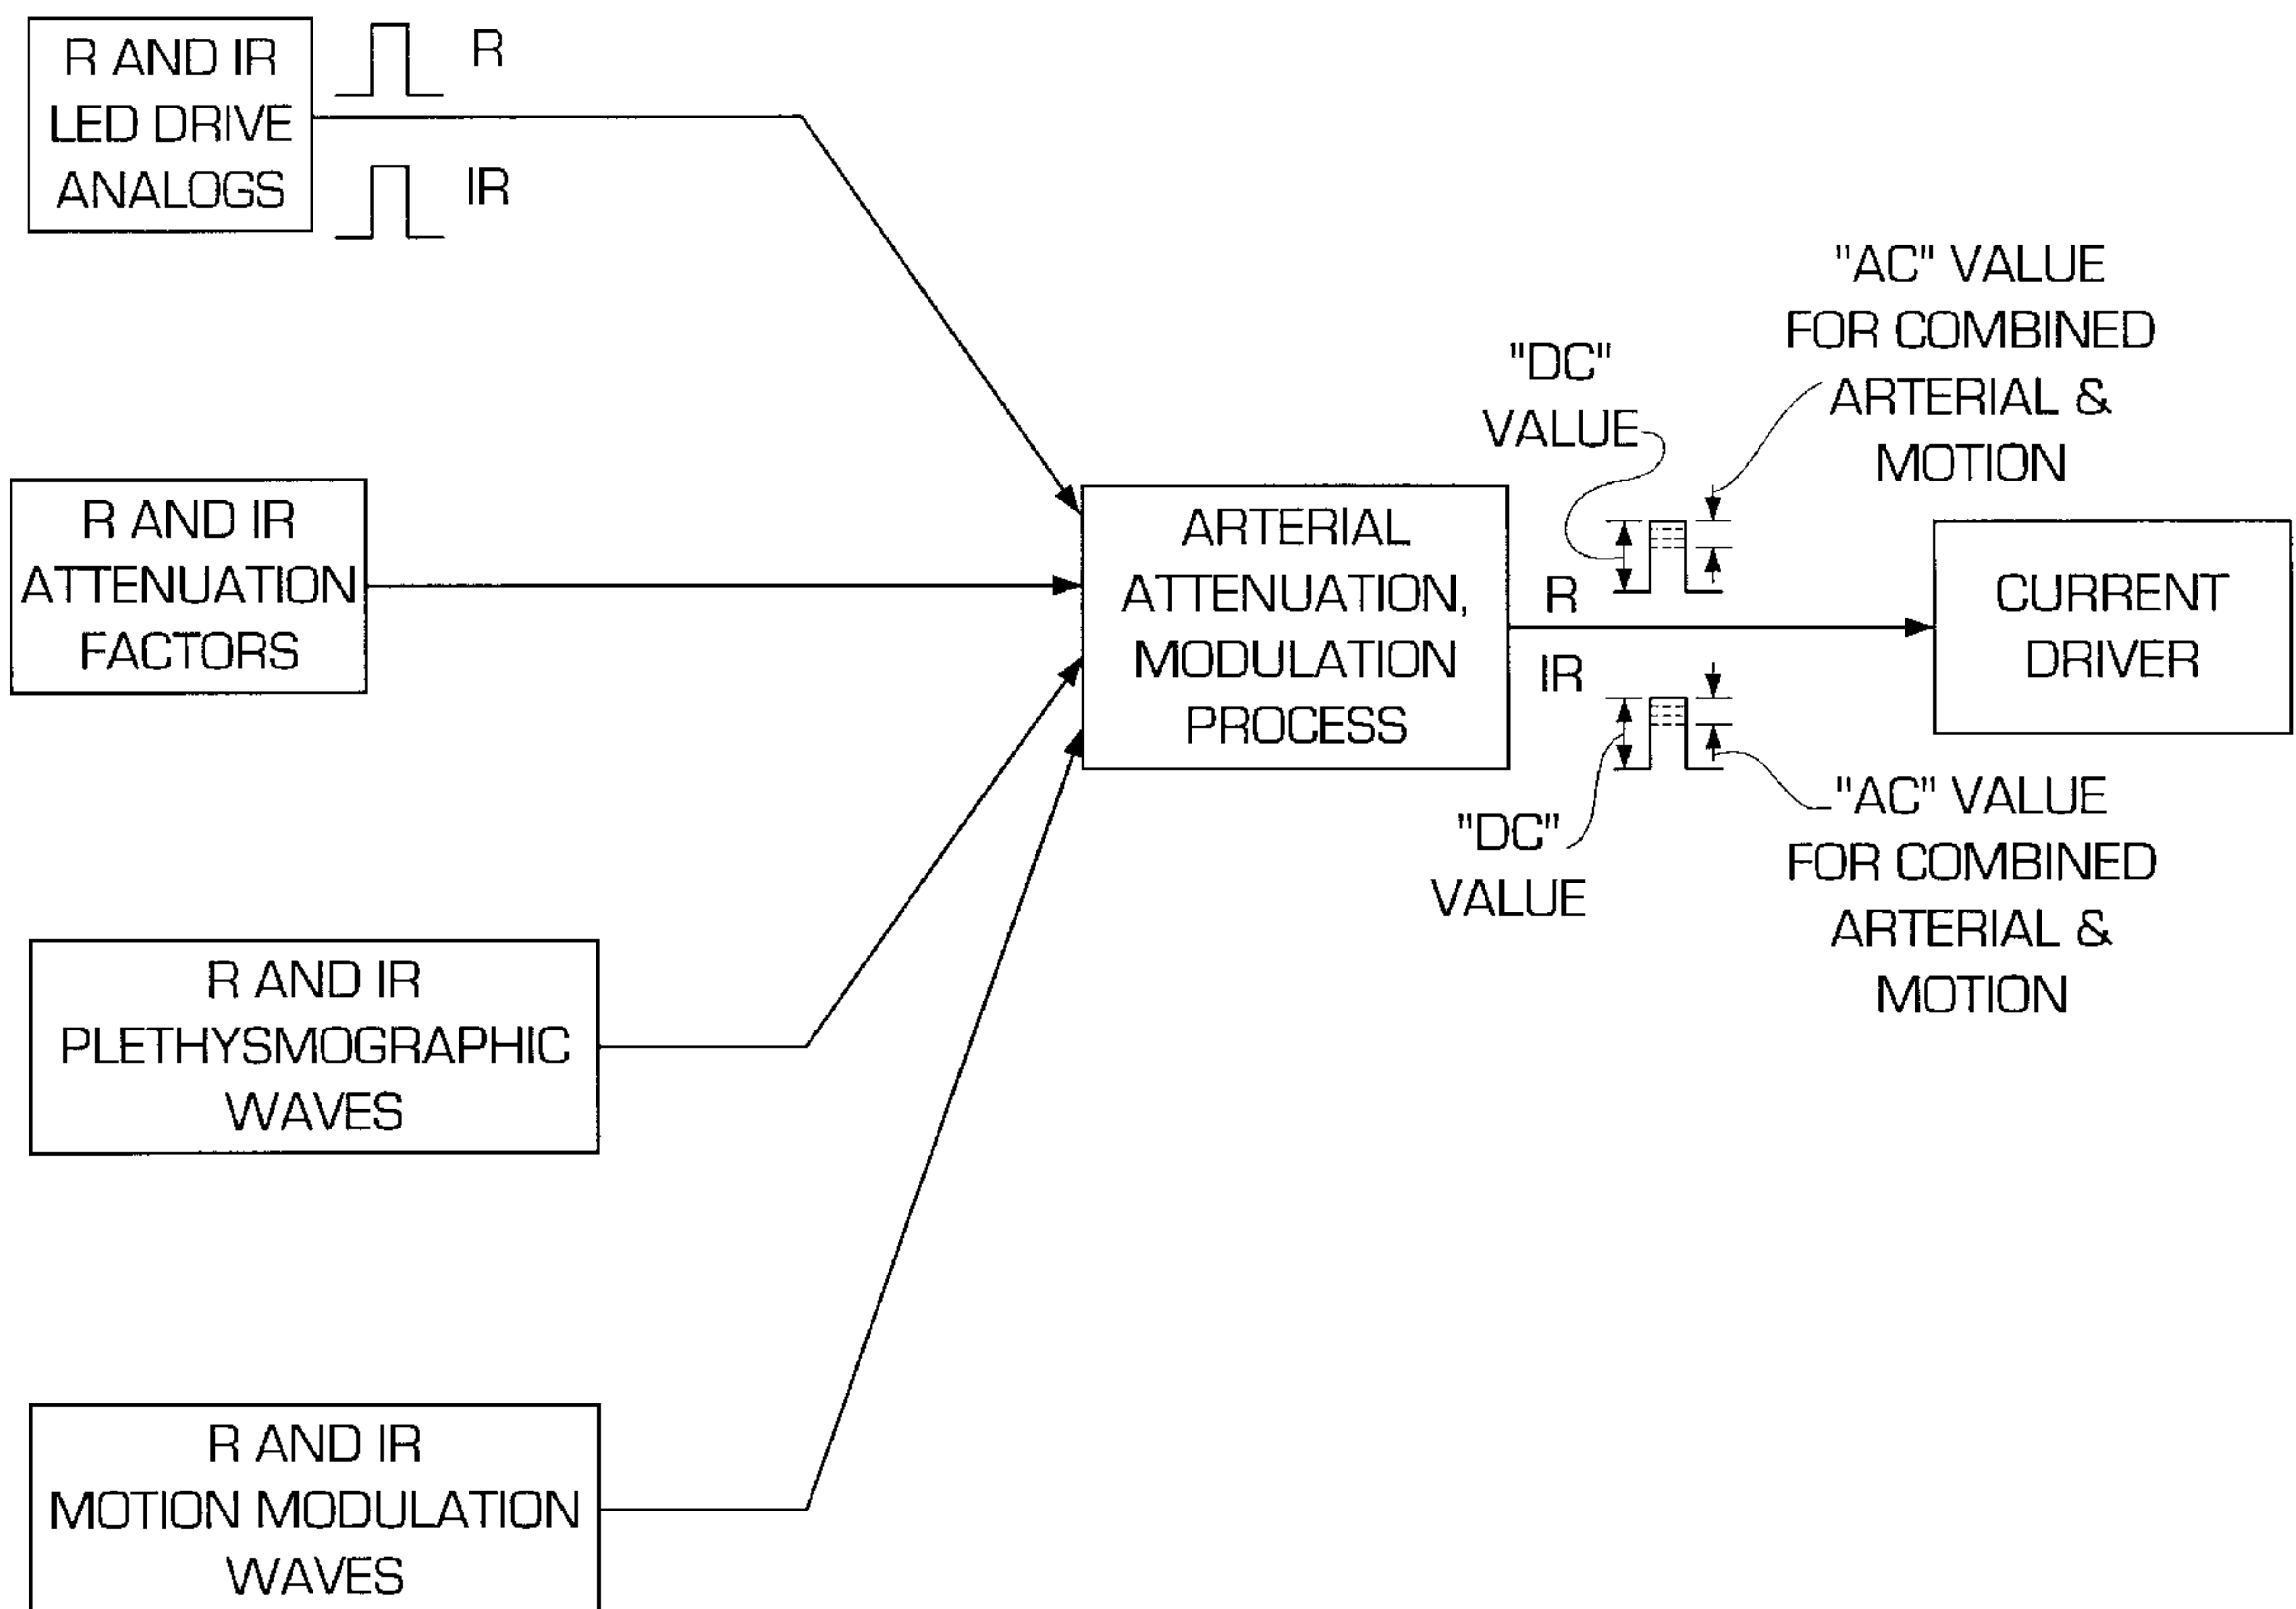 R AND IR
LED DRIVE
ANALOGS
R
IR
R AND IR
ATTENUATION
FACTORS
R AND IR
PLETHYSMOGRAPHIC
WAVES
R AND IR
MOTION MODULATION
WAVES
ARTERIAL
ATTENUATION,
MODULATION
PROCESS
R
IR
"DC"
VALUE
"AC" VALUE
FOR COMBINED
ARTERIAL &
MOTION
"DC"
VALUE
"AC" VALUE
FOR COMBINED
ARTERIAL &
MOTION
CURRENT
DRIVER